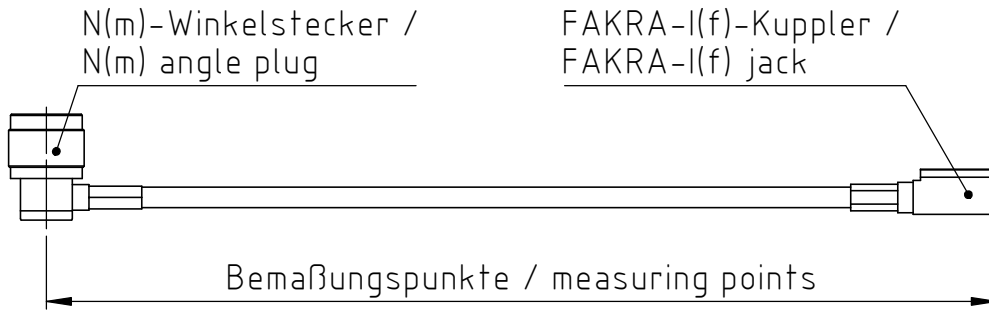 N(m)-Winkelstecker /
N(m) angle plug
FAKRA-I(f)-Kuppler /
FAKRA-I(f) jack
Bemaßungspunkte / measuring points